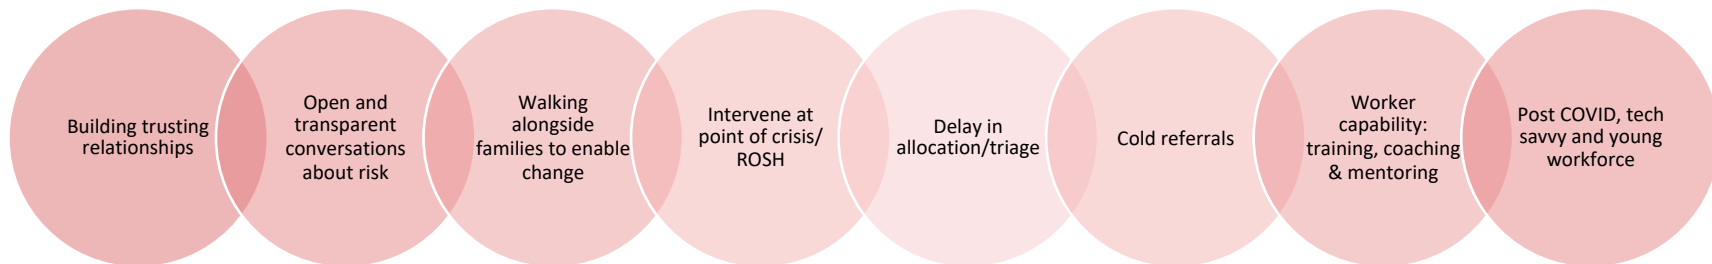 Building trusting
relationships
Open and
transparent
conversations
about risk
Walking
alongside
families to enable
change
Intervene at
point of crisis/
ROSH
Delay in
allocation/triage
Cold referrals
Worker
capability:
training, coaching
& mentoring
Post COVID, tech
savvy and young
workforce